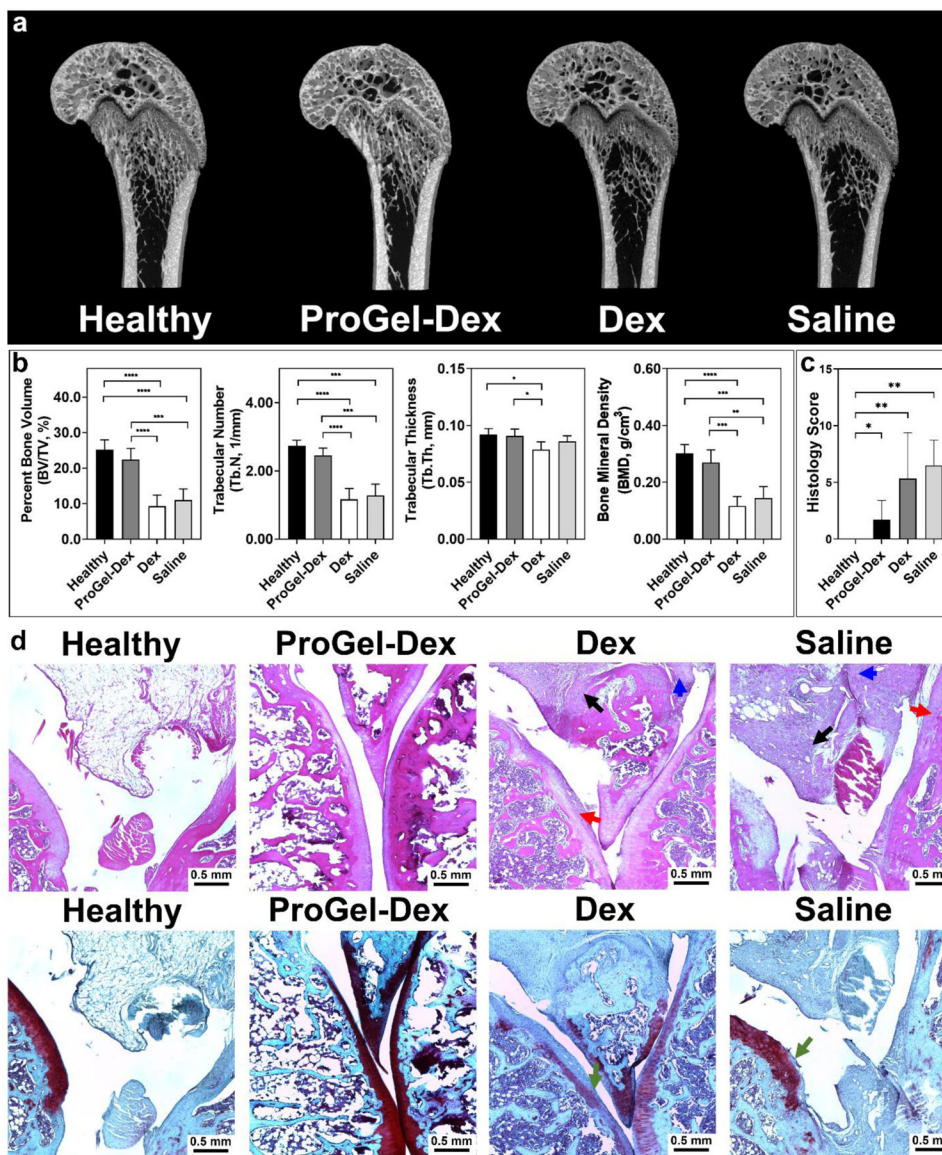 a
Healthy ProGel-Dex Dex Saline
b
Percent Bone Volume
(BV/TV, %)
40.0
30.0
20.0
10.0
0.0
****
****
***
****
Healthy
ProGel-Dex
Dex
Saline
Trabecular Number
(Tb.N, 1/mm)
4.00
2.00
0.00
***
****
***
****
Healthy
ProGel-Dex
Dex
Saline
Trabecular Thickness
(Tb.Th, mm)
0.15
0.10
0.05
0.00
*
*
Healthy
ProGel-Dex
Dex
Saline
Bone Mineral Density
(BMD, g/cm³)
0.60
0.40
0.20
0.00
****
***
**
***
Healthy
ProGel-Dex
Dex
Saline
c
Histology Score
15
10
5
0
**
**
*
Healthy
ProGel-Dex
Dex
Saline
d
Healthy ProGel-Dex Dex Saline
0.5 mm 0.5 mm 0.5 mm 0.5 mm
Healthy ProGel-Dex Dex Saline
0.5 mm 0.5 mm 0.5 mm 0.5 mm